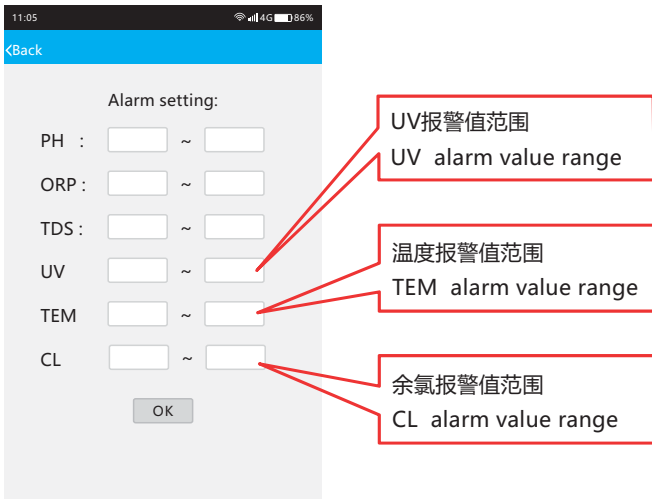 11:05 4G 86%
<Back
Alarm setting:
PH : ~
ORP : ~
TDS : ~
UV ~
TEM ~
CL ~
OK
UV报警值范围
UV alarm value range
温度报警值范围
TEM alarm value range
余氯报警值范围
CL alarm value range